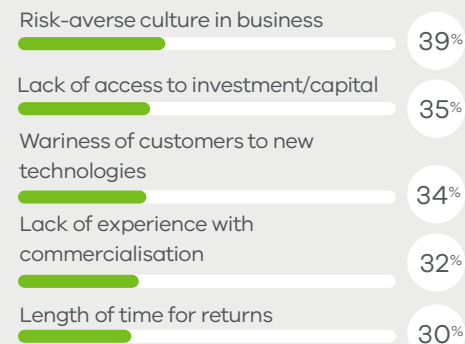 Risk-averse culture in business
39%
Lack of access to investment/capital
35%
Wariness of customers to new
technologies
34%
Lack of experience with
commercialisation
32%
Length of time for returns
30%